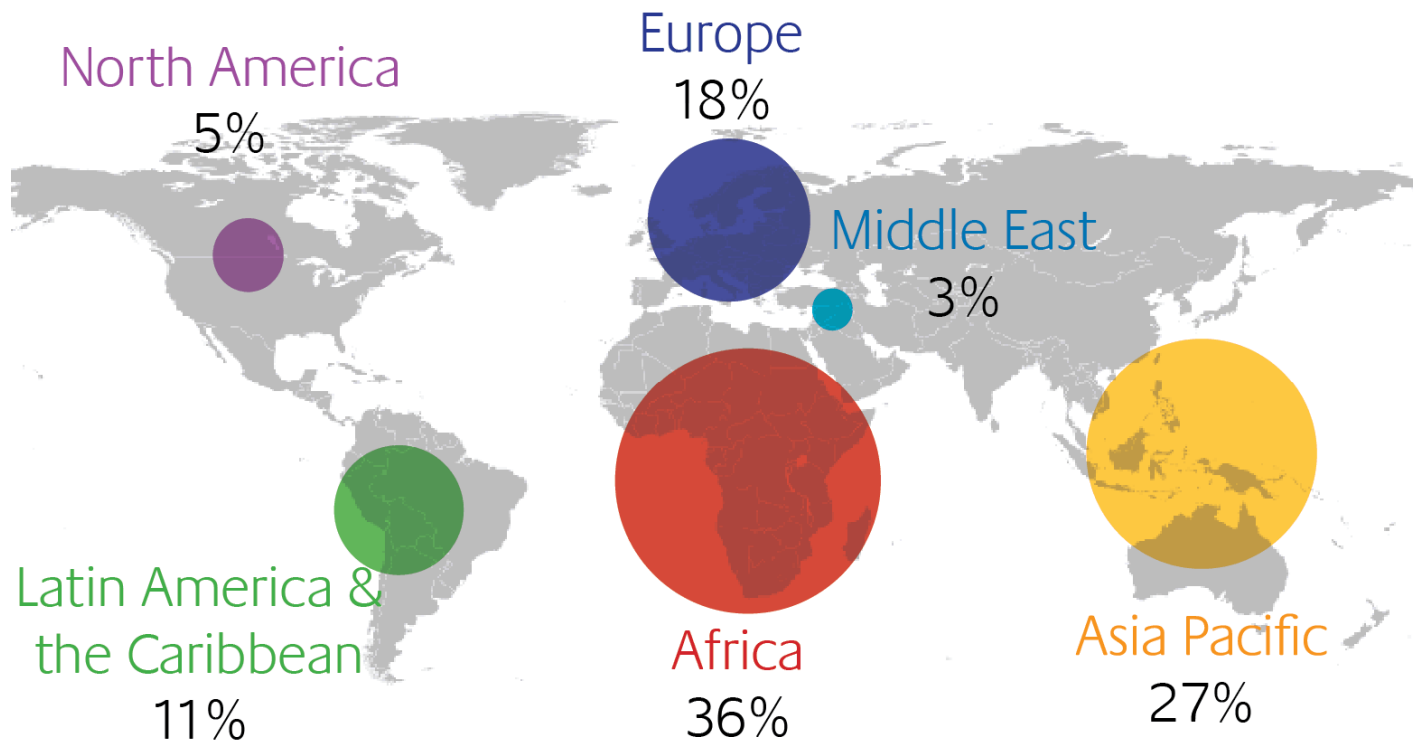 North America
5%
Europe
18%
Middle East
3%
Latin America &
the Caribbean
11%
Africa
36%
Asia Pacific
27%